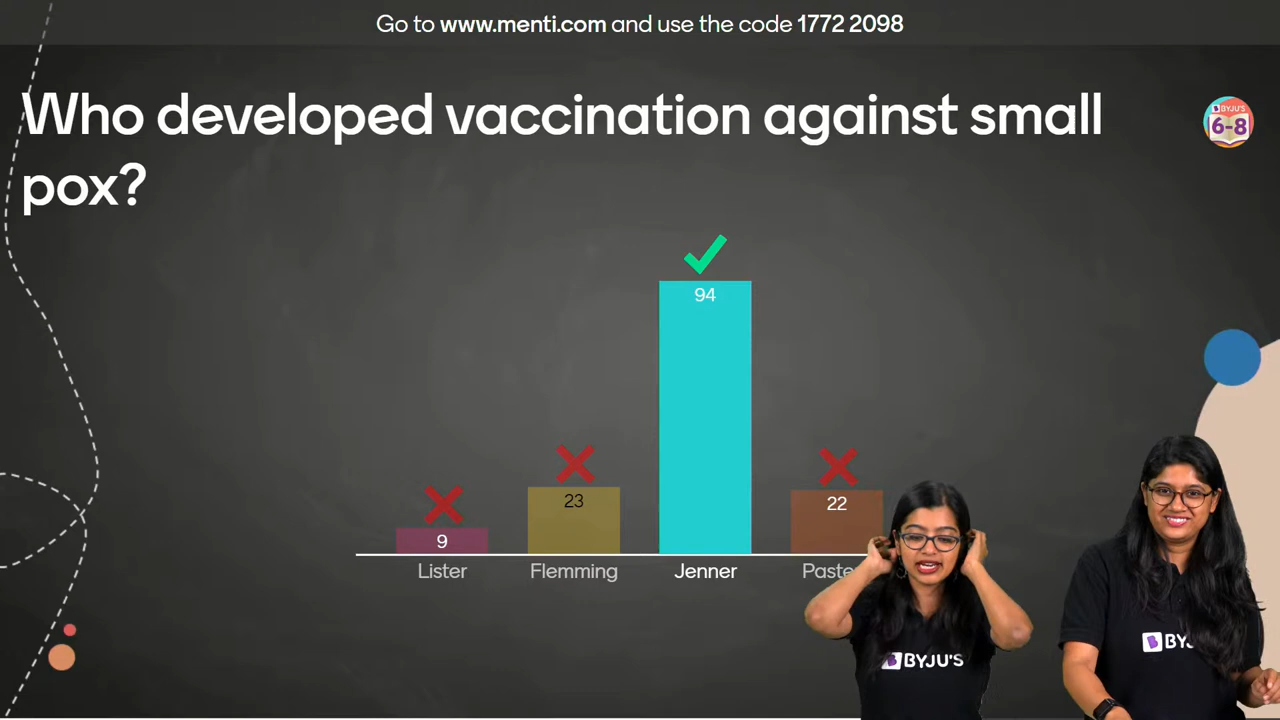 Go to www.menti.com and use the code 1772 2098
Who developed vaccination against small
pox?
BYJU'S
6-8
94
23
22
9
Lister Flemming Jenner
BYJU'S